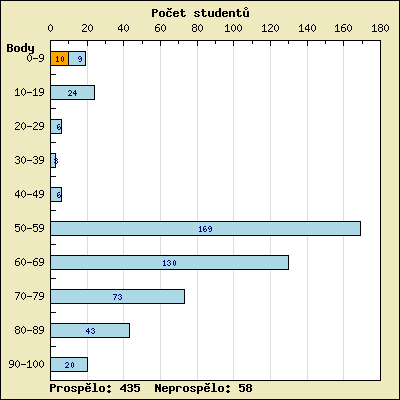 Počet studentů
0 20 40 60 80 100 120 140 160 180
Body
0-9 10 9
10-19 24
20-29 6
30-39 3
40-49 6
50-59 169
60-69 130
70-79 73
80-89 43
90-100 20
Prospělo: 435 Neprospělo: 58